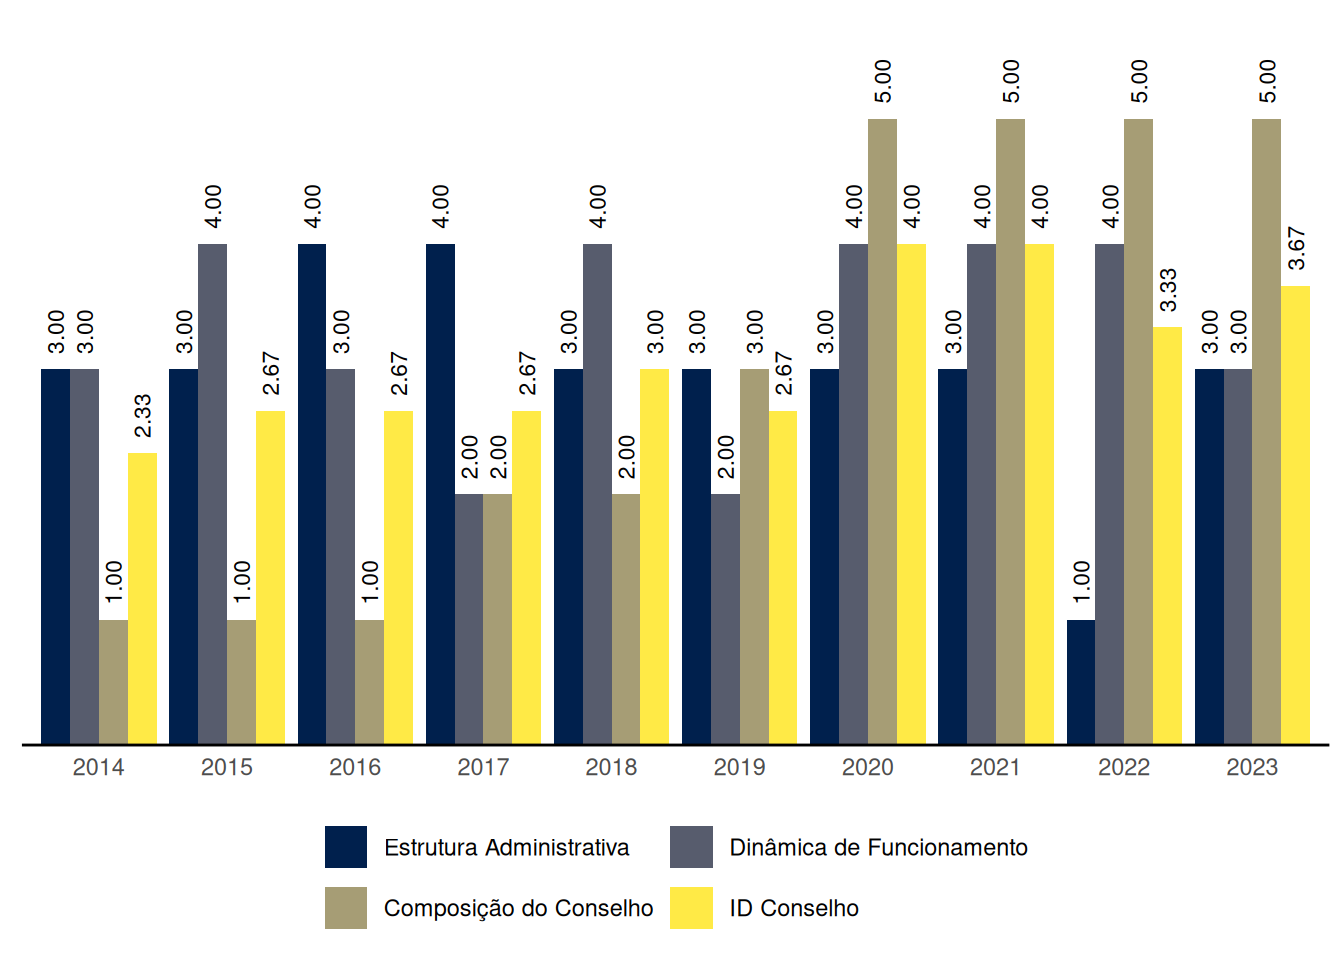 3.00 3.00 1.00 2.33
3.00 4.00 1.00 2.67
4.00 3.00 1.00 2.67
4.00 2.00 2.00 2.67
3.00 4.00 2.00 3.00
3.00 2.00 3.00 2.67
3.00 4.00 5.00 4.00
3.00 4.00 5.00 4.00
1.00 4.00 5.00 3.33
3.00 3.00 5.00 3.67
2014 2015 2016 2017 2018 2019 2020 2021 2022 2023
Estrutura Administrativa Dinâmica de Funcionamento
Composição do Conselho ID Conselho